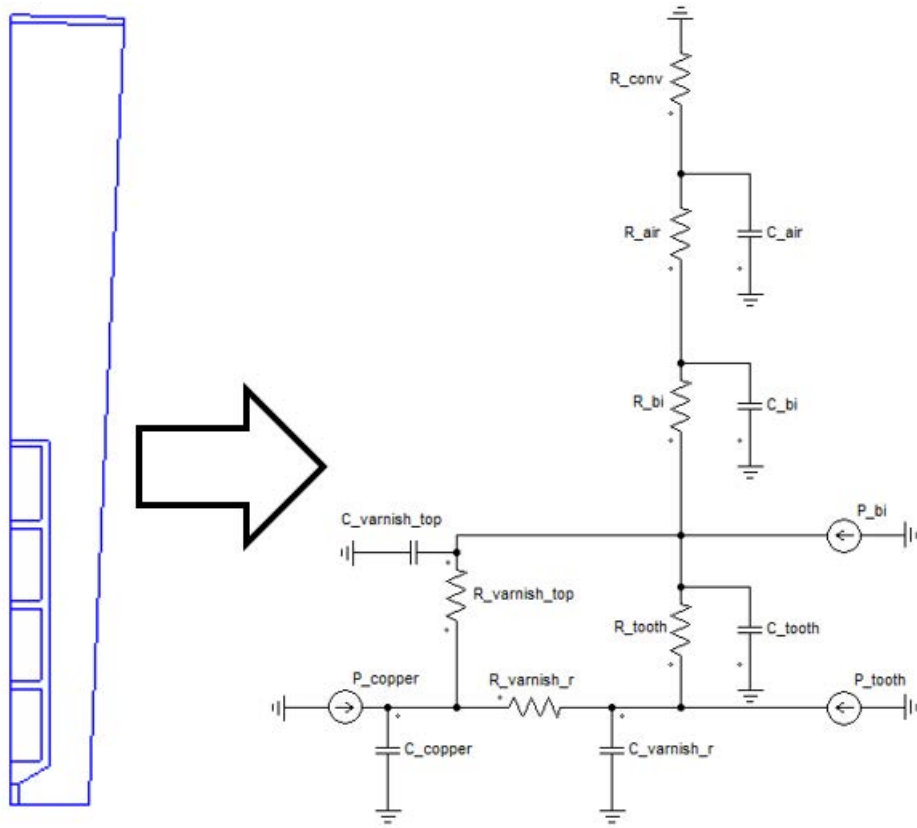 R_conv
R_air
C_air
R_bi
C_bi
C_varnish_top
P_bi
R_varnish_top
R_tooth
C_tooth
P_copper
R_varnish_r
P_tooth
C_copper
C_varnish_r